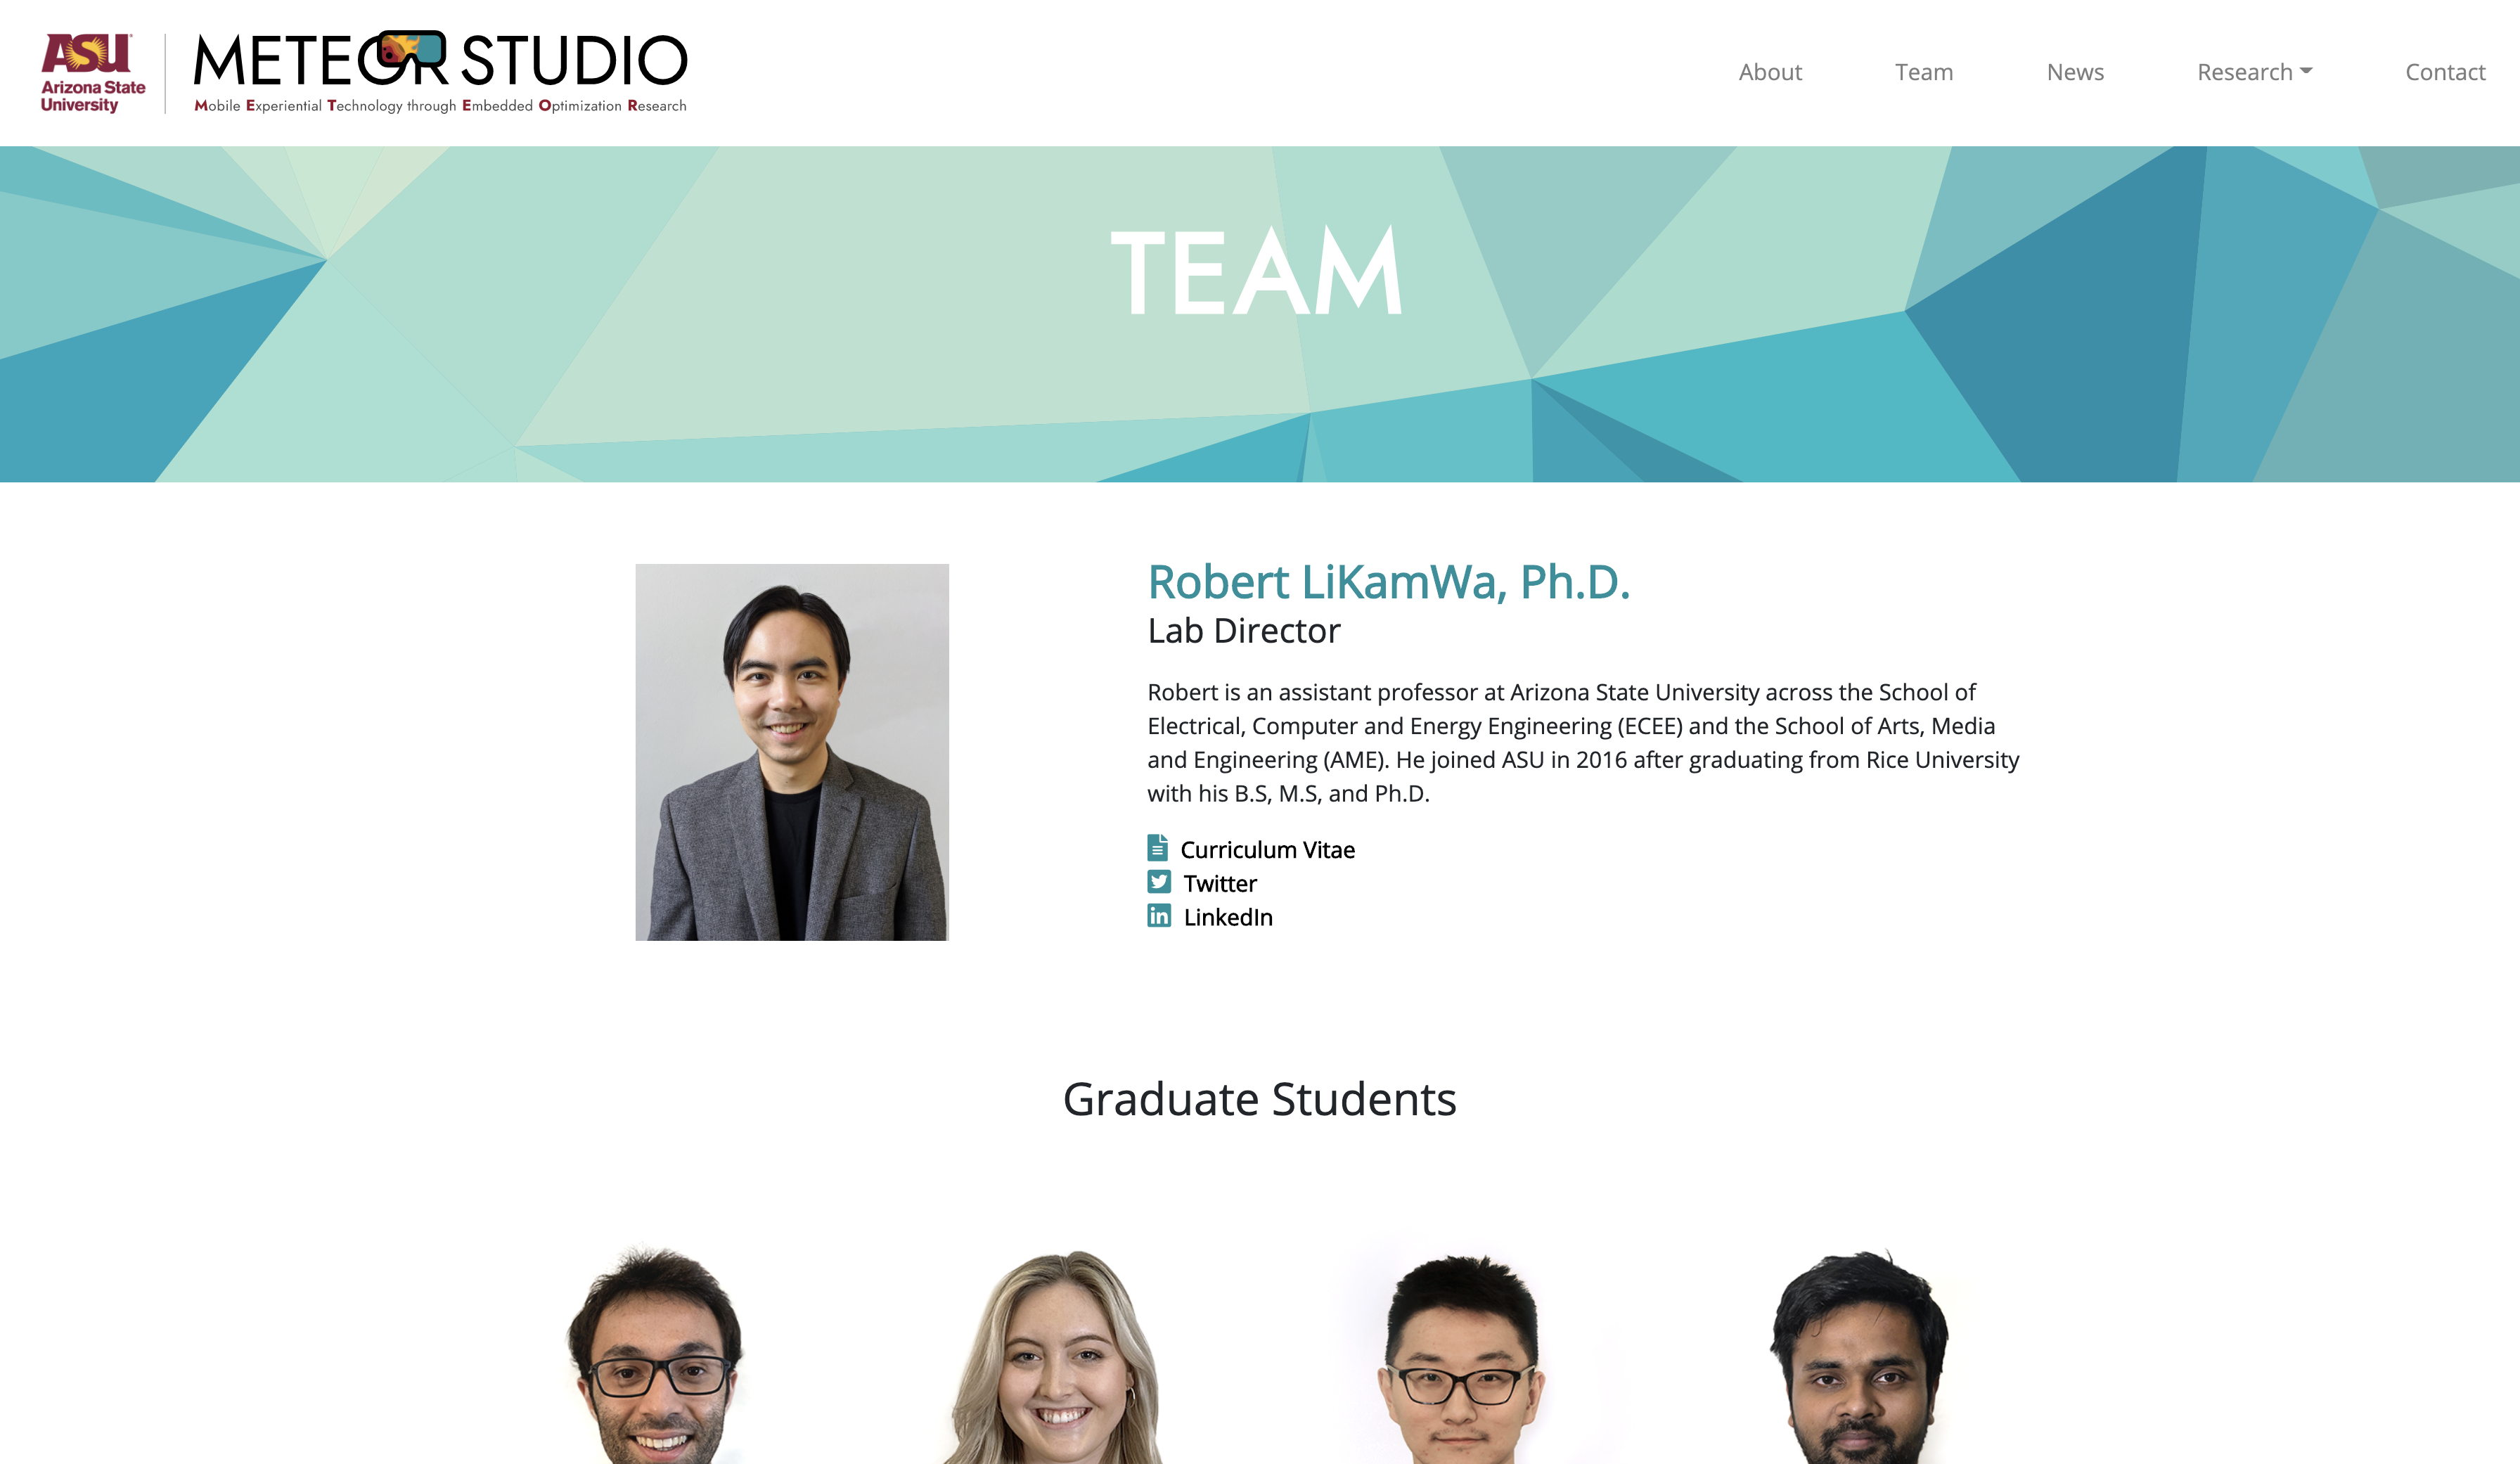 ASU
Arizona State
University
METEOR STUDIO
Mobile Experiential Technology through Embedded Optimization Research
About
Team
News
Research
Contact
TEAM
Robert LiKamWa, Ph.D.
Lab Director
Robert is an assistant professor at Arizona State University across the School of
Electrical, Computer and Energy Engineering (ECEE) and the School of Arts, Media
and Engineering (AME). He joined ASU in 2016 after graduating from Rice University
with his B.S, M.S, and Ph.D.
Curriculum Vitae
Twitter
in LinkedIn
Graduate Students